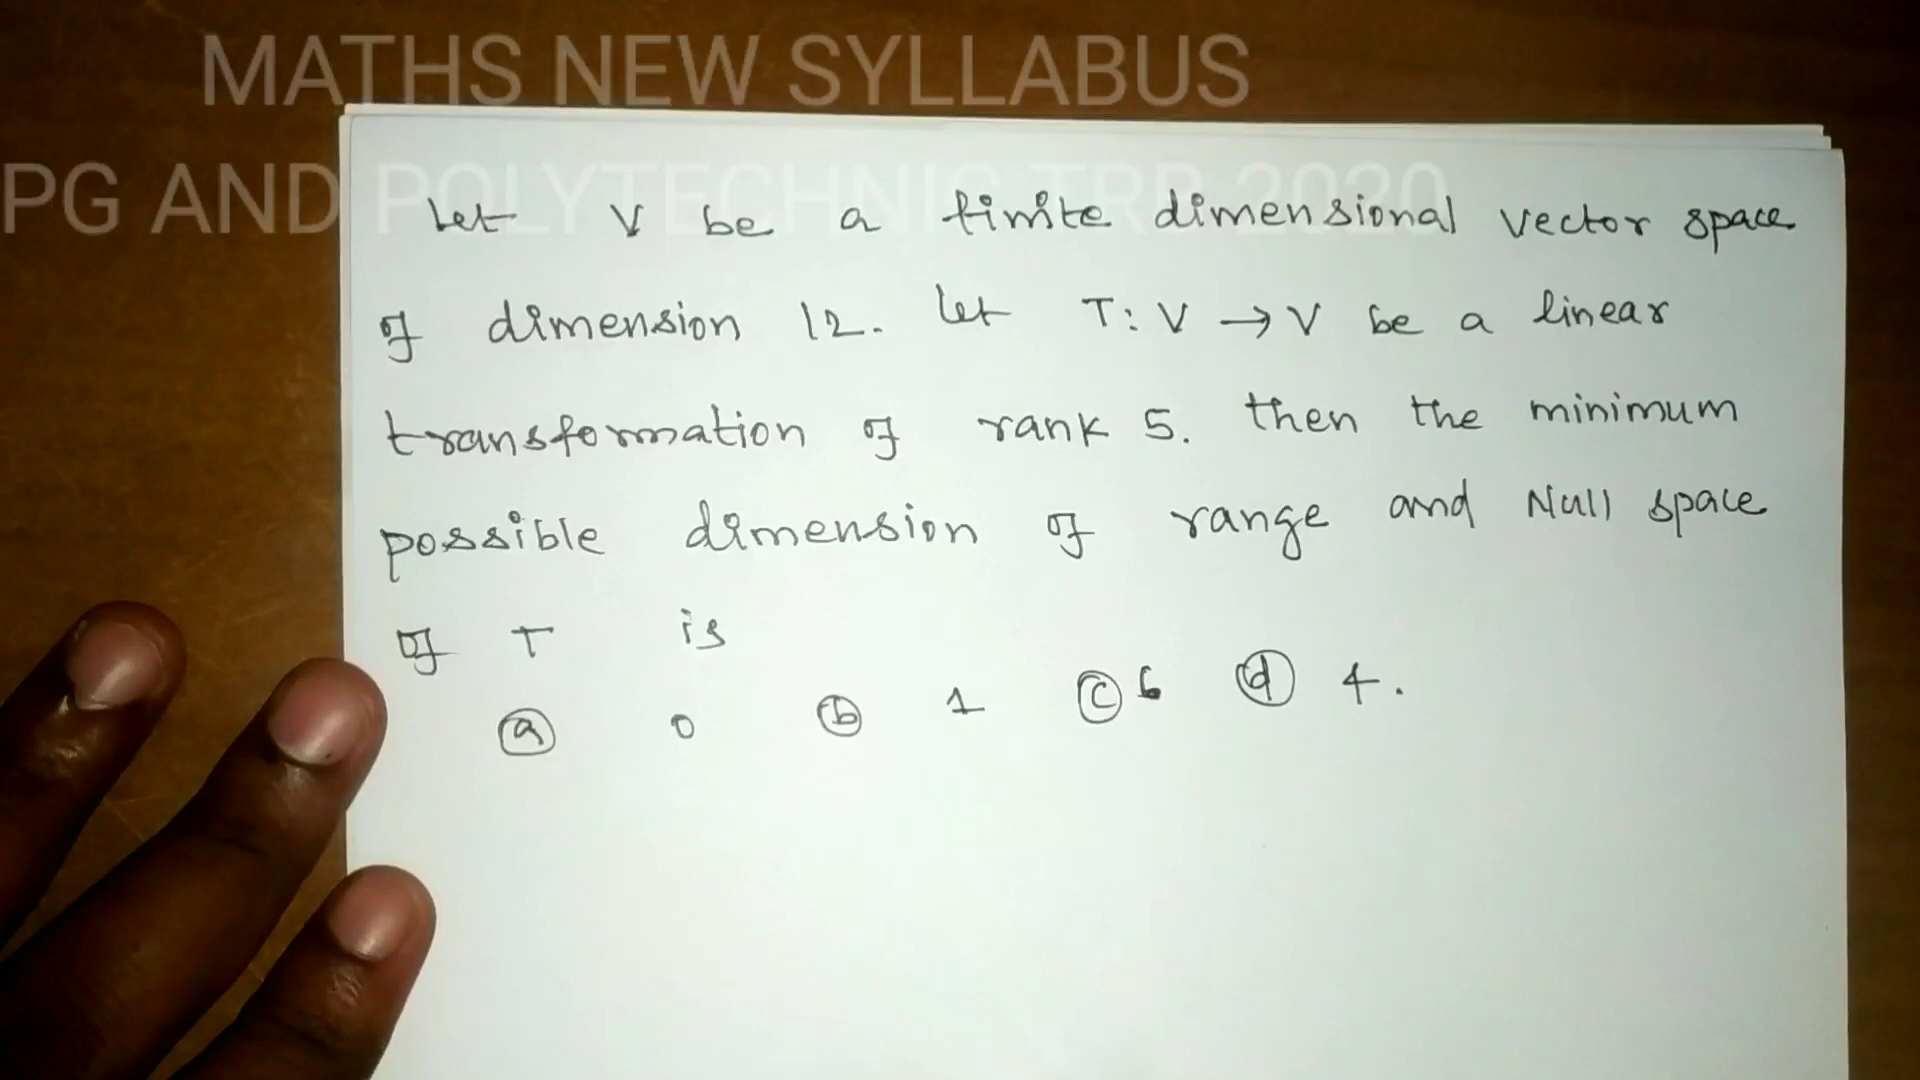 MATHS NEW SYLLABUS
PG AND POLYTECHNIC TRB 2020
Let V be a finite dimensional vector space
of dimension 12. Let T: V → V be a linear
transformation of rank 5. then the minimum
possible dimension of range and Null space
of T is
ⓐ 0 ⓑ 1 ⓒ 6 ⓓ 4.